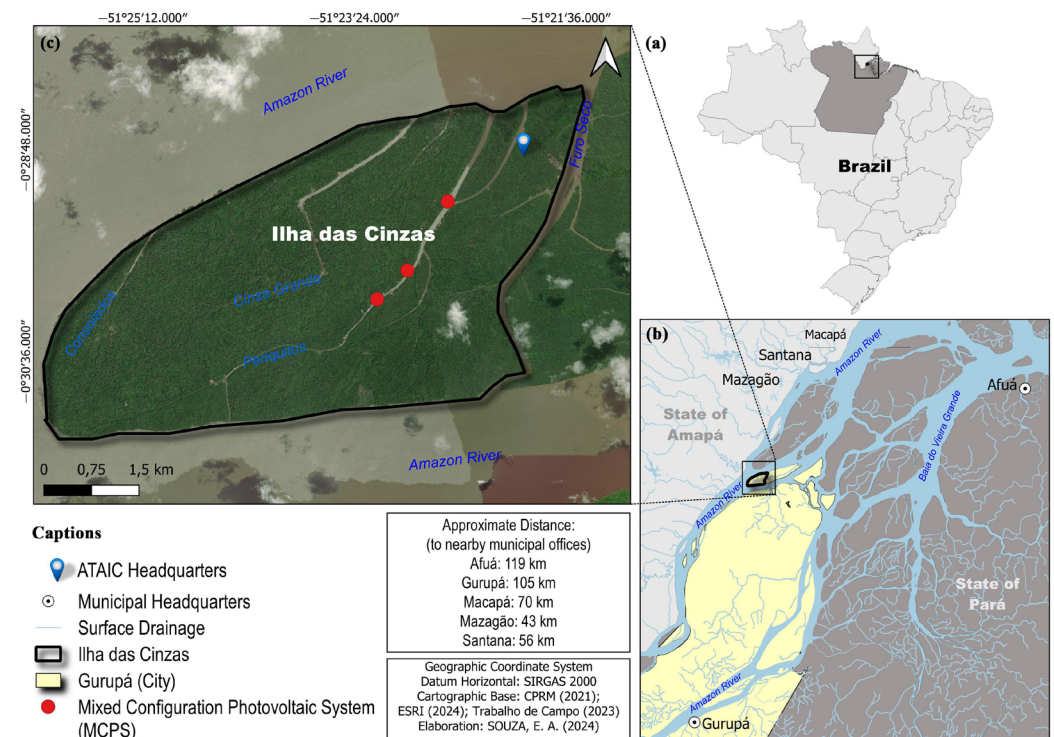 −51°25'12.000"
−51°23'24.000"
−51°21'36.000"
(c)
Amazon River
Furo Seco
−0°28'48.000"
Ilha das Cinzas
Cinza Grande
Consolados
Periquitos
−0°30'36.000"
Amazon River
0 0,75 1,5 km
(a)
Brazil
(b)
Macapá
Santana
Amazon River
Mazagão
Afuá
State of
Amapá
Baia do Vieira Grande
Amazon River
State of
Pará
Amazon River
Gurupá
Captions
ATAIC Headquarters
Municipal Headquarters
Surface Drainage
Ilha das Cinzas
Gurupá (City)
Mixed Configuration Photovoltaic System
(MCPS)
Approximate Distance:
(to nearby municipal offices)
Afuá: 119 km
Gurupá: 105 km
Macapá: 70 km
Mazagão: 43 km
Santana: 56 km
Geographic Coordinate System
Datum Horizontal: SIRGAS 2000
Cartographic Base: CPRM (2021);
ESRI (2024); Trabalho de Campo (2023)
Elaboration: SOUZA, E. A. (2024)